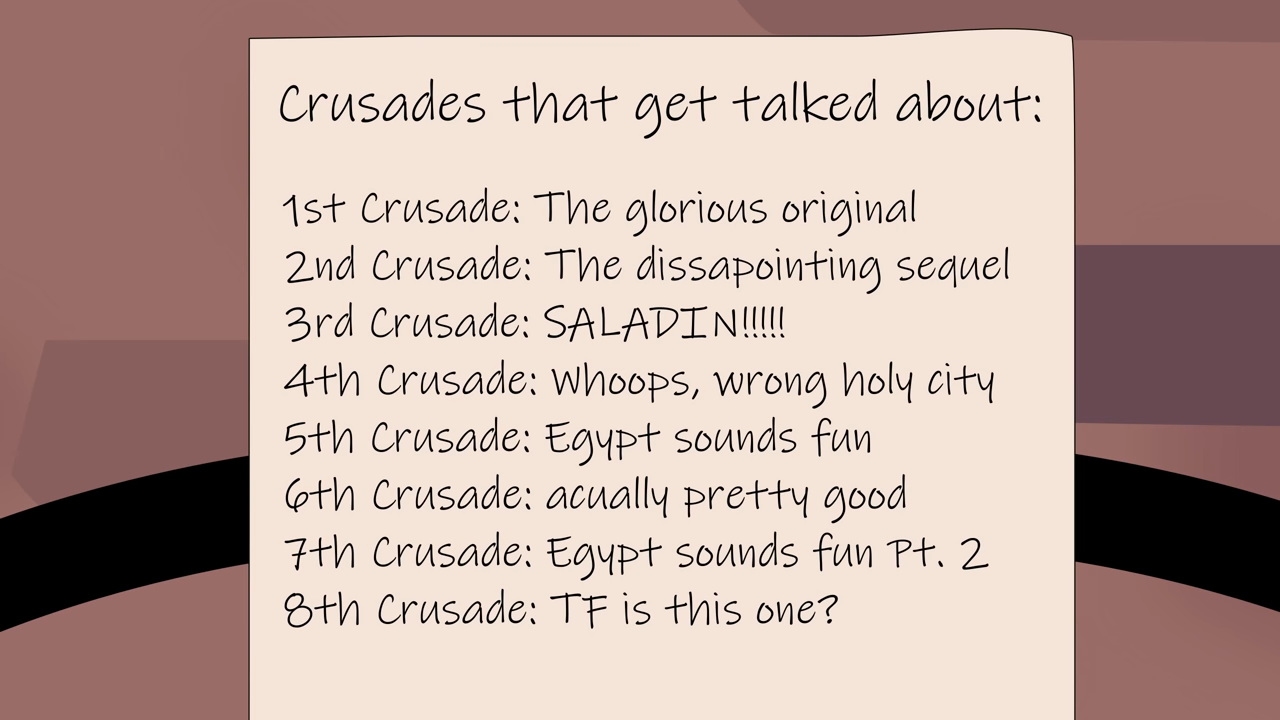 Crusades that get talked about:
1st Crusade: The glorious original
2nd Crusade: The dissapointing sequel
3rd Crusade: SALADIN!!!!!
4th Crusade: Whoops, wrong holy city
5th Crusade: Egypt sounds fun
6th Crusade: acually pretty good
7th Crusade: Egypt sounds fun Pt. 2
8th Crusade: TF is this one?